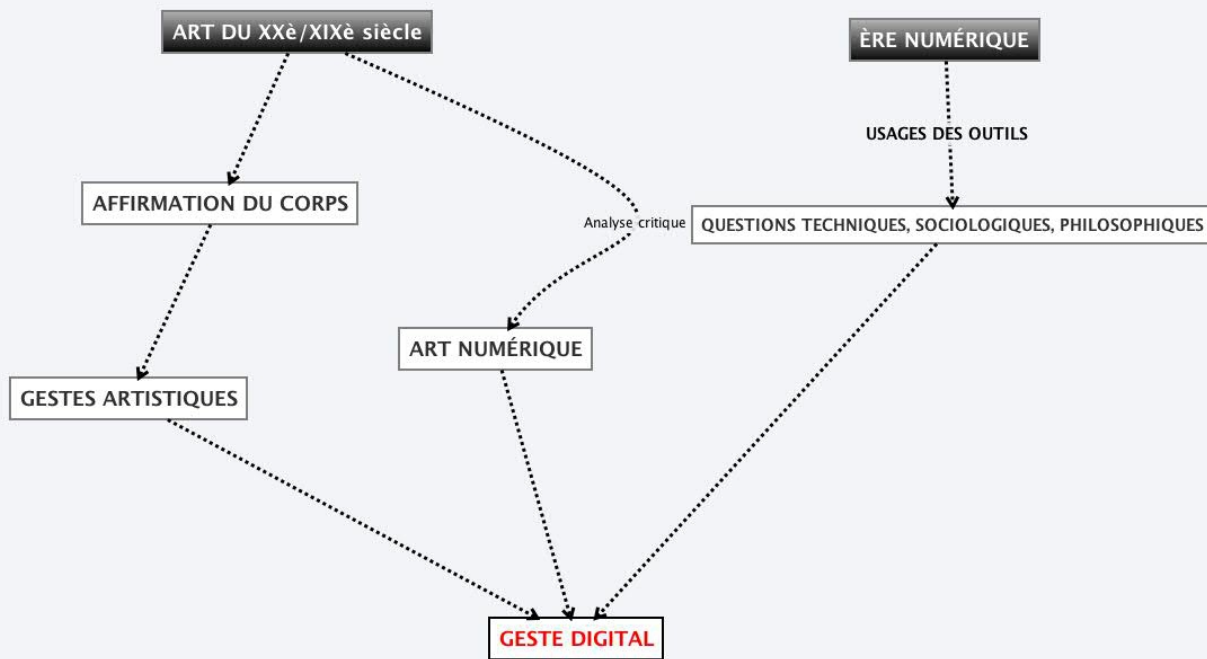 ART DU XXè/XIXè siècle
ÈRE NUMÉRIQUE
USAGES DES OUTILS
AFFIRMATION DU CORPS
Analyse critique
QUESTIONS TECHNIQUES, SOCIOLOGIQUES, PHILOSOPHIQUES
ART NUMÉRIQUE
GESTES ARTISTIQUES
GESTE DIGITAL